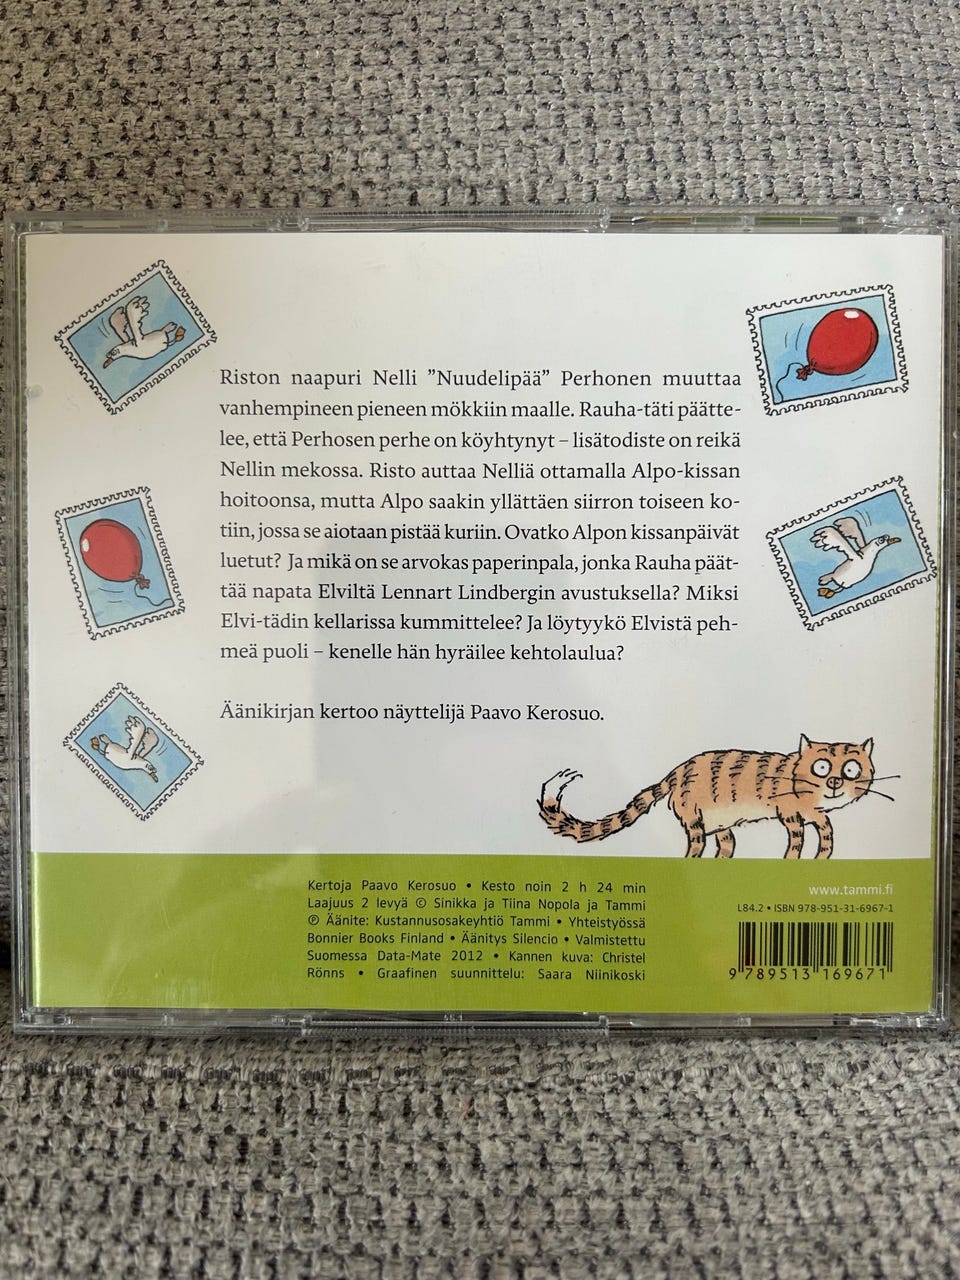 Riston naapuri Nelli ”Nuudelipää” Perhonen muuttaa
vanhempineen pieneen mökkiin maalle. Rauha-täti päätte-
lee, että Perhosen perhe on köyhtynyt – lisätodiste on reikä
Nellin mekossa. Risto auttaa Nelliä ottamalla Alpo-kissan
hoitoonsa, mutta Alpo saakin yllättäen siirron toiseen ko-
tiin, jossa se aiotaan pistää kuriin. Ovatko Alpon kissanpäivät
luetut? Ja mikä on se arvokas paperinpala, jonka Rauha päät-
tää napata Elviltä Lennart Lindbergin avustuksella? Miksi
Elvi-tädin kellarissa kummittelee? Ja löytyykö Elvistä peh-
meä puoli – kenelle hän hyräilee kehtolaulua?
Äänikirjan kertoo näyttelijä Paavo Kerosuo.
Kertoja Paavo Kerosuo • Kesto noin 2 h 24 min
Laajuus 2 levyä © Sinikka ja Tiina Nopola ja Tammi
℗ Äänite: Kustannusosakeyhtiö Tammi • Yhteistyössä
Bonnier Books Finland • Äänitys Silencio • Valmistettu
Suomessa Data-Mate 2012 • Kannen kuva: Christel
Rönns • Graafinen suunnittelu: Saara Niinikoski
www.tammi.fi
L84.2 • ISBN 978-951-31-6967-1
9 789513 169671